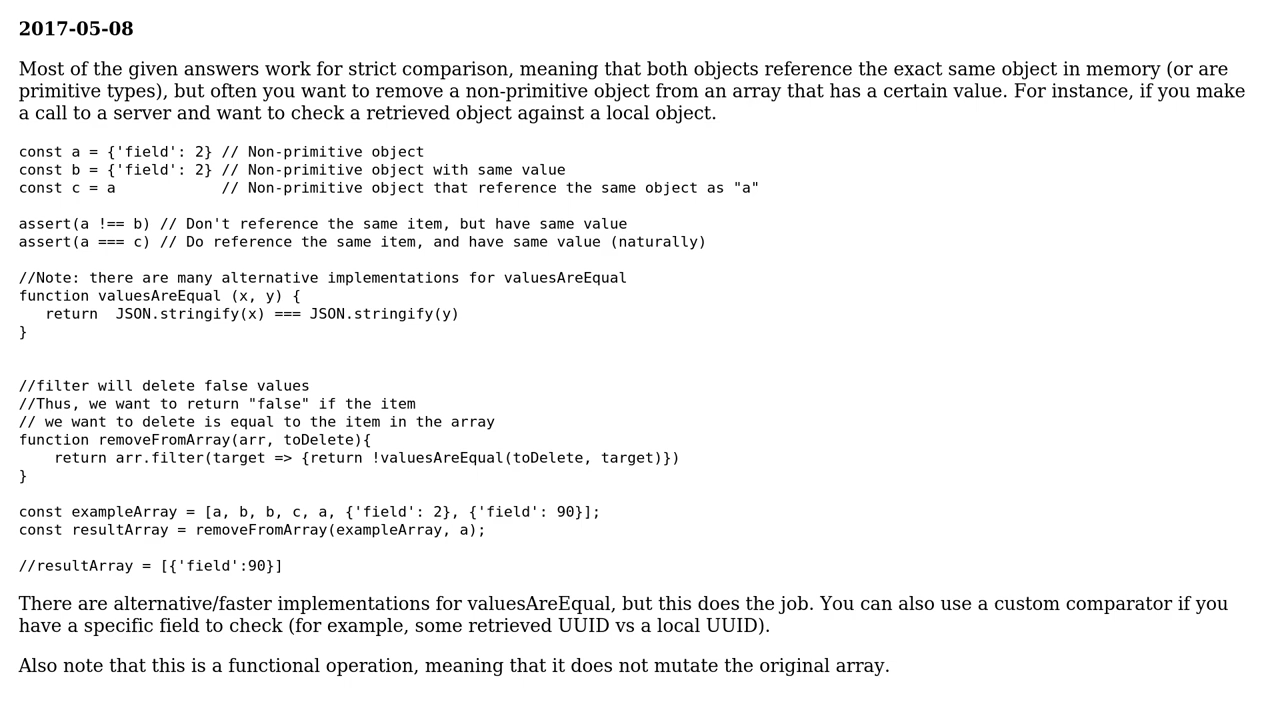 2017-05-08
Most of the given answers work for strict comparison, meaning that both objects reference the exact same object in memory (or are
primitive types), but often you want to remove a non-primitive object from an array that has a certain value. For instance, if you make
a call to a server and want to check a retrieved object against a local object.
const a = {'field': 2} // Non-primitive object
const b = {'field': 2} // Non-primitive object with same value
const c = a            // Non-primitive object that reference the same object as "a"
assert(a !== b) // Don't reference the same item, but have same value
assert(a === c) // Do reference the same item, and have same value (naturally)
//Note: there are many alternative implementations for valuesAreEqual
function valuesAreEqual (x, y) {
   return  JSON.stringify(x) === JSON.stringify(y)
}
//filter will delete false values
//Thus, we want to return "false" if the item
// we want to delete is equal to the item in the array
function removeFromArray(arr, toDelete){
    return arr.filter(target => {return !valuesAreEqual(toDelete, target)})
}
const exampleArray = [a, b, b, c, a, {'field': 2}, {'field': 90}];
const resultArray = removeFromArray(exampleArray, a);
//resultArray = [{'field':90}]
There are alternative/faster implementations for valuesAreEqual, but this does the job. You can also use a custom comparator if you
have a specific field to check (for example, some retrieved UUID vs a local UUID).
Also note that this is a functional operation, meaning that it does not mutate the original array.